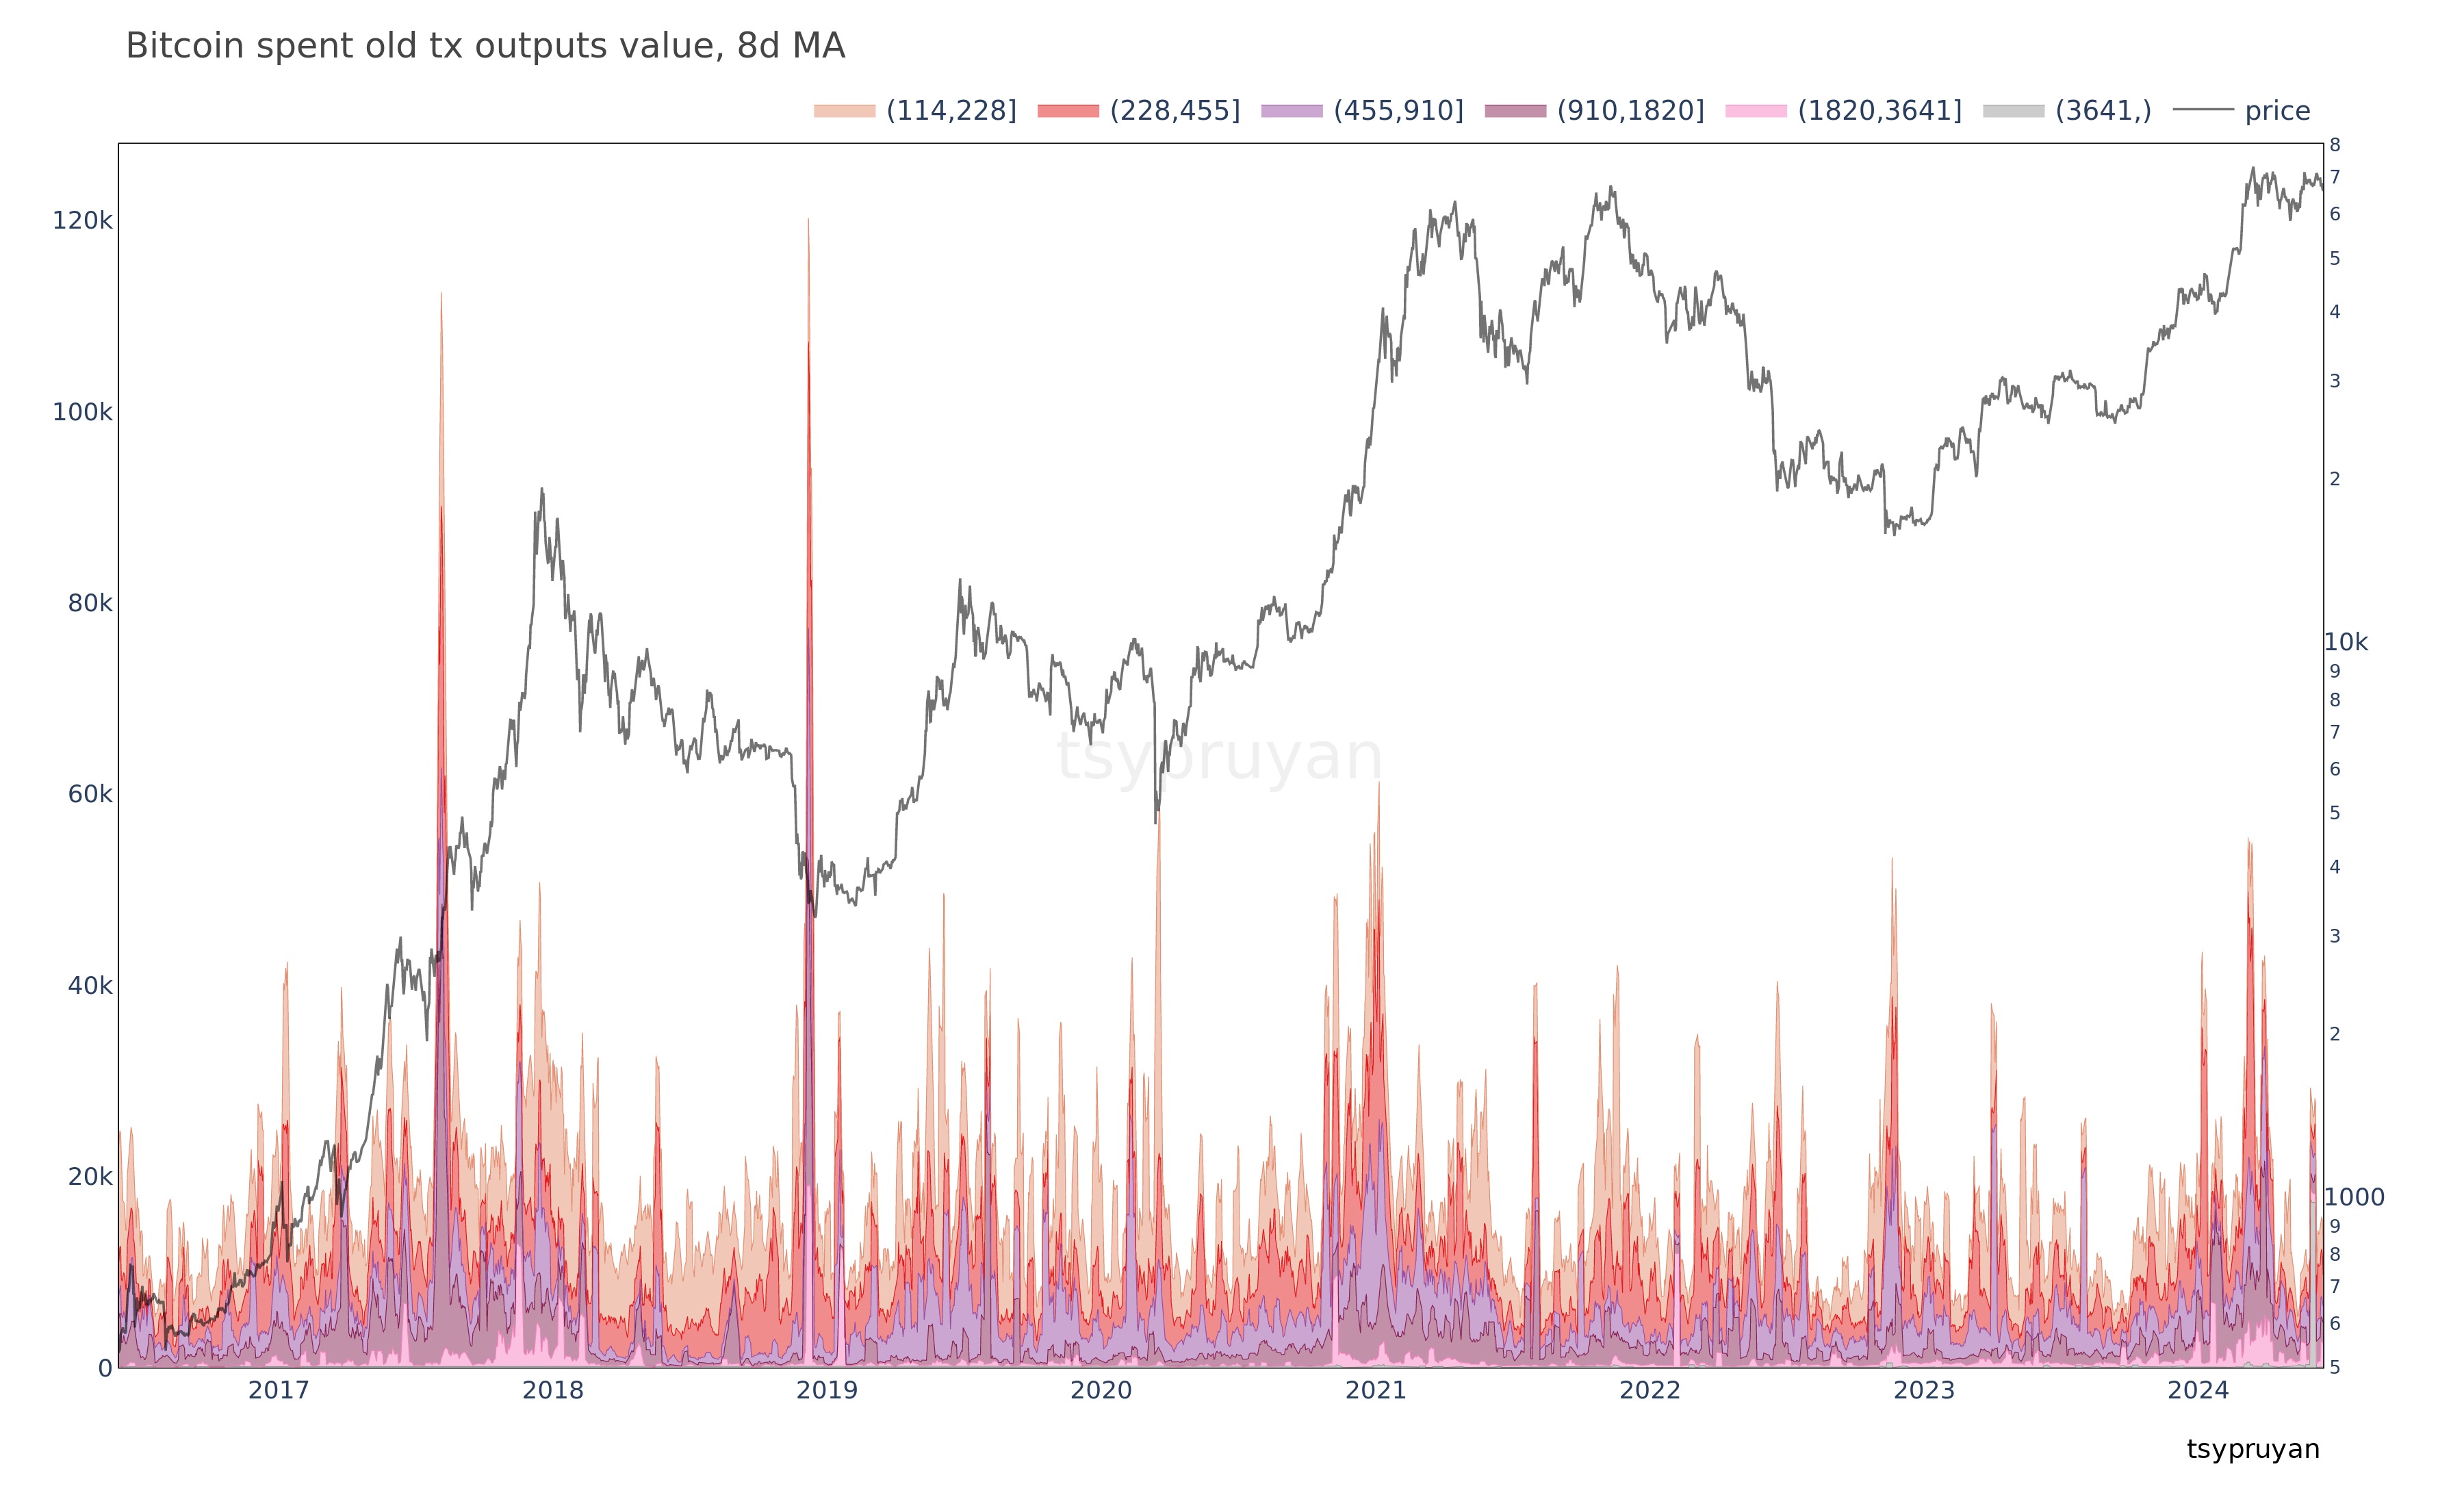 Bitcoin spent old tx outputs value, 8d MA
(114,228] (228,455] (455,910] (910,1820] (1820,3641] (3641,) price
8
7
120k
6
5
4
100k
3
2
80k
10k
9
8
7
tsypruyan
6
60k
5
4
3
40k
2
20k
1000
9
8
7
6
0
5
2017 2018 2019 2020 2021 2022 2023 2024
tsypruyan